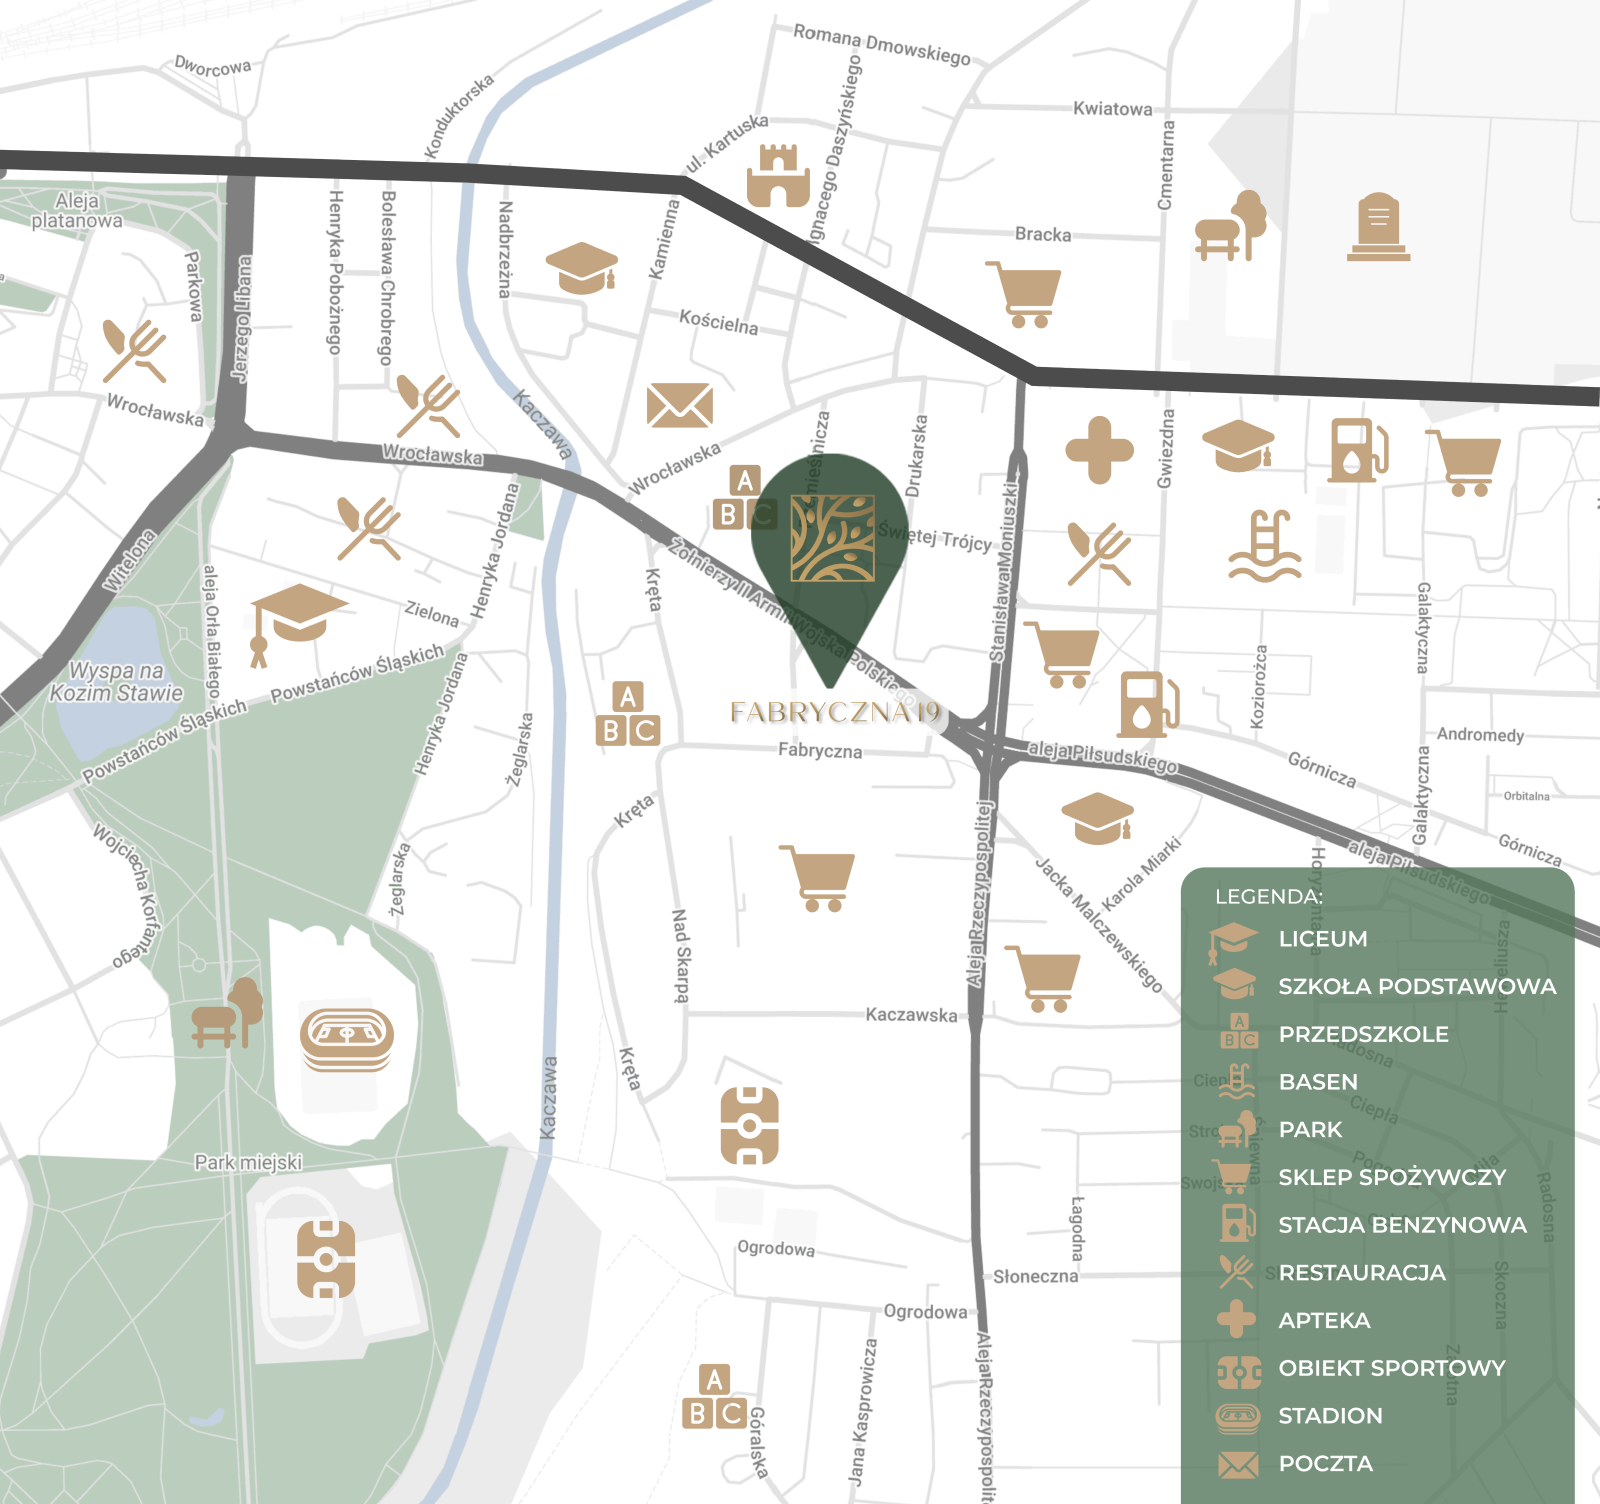 Romana Dmowskiego
Dworcowa
Konduktorska
Kwiatowa
ul. Kartuska
Ignacego Daszyńskiego
Cmentarna
Aleja
platanowa
Henryka Pobożnego
Bolesława Chrobrego
Nadbrzeżna
Kamienna
Bracka
Parkowa
Jerzego Libana
Kościelna
Wrocławska
Kaczawa
Wrocławska
Wrocławska
Drukarska
Gwiezdna
A
B C
Świętej Trójcy
Stanisława Moniuszki
Witelona
Henryka Jordana
Żołnierzy II Armii Wojska Polskiego
aleja Orła Białego
Kręta
Zielona
Galaktyczna
Powstańców Śląskich
Wyspa na
Kozim Stawie
Koziorożca
Henryka Jordana
A
B C
Powstańców Śląskich
Żeglarska
FABRYCZNA 19
Fabryczna
aleja Piłsudskiego
Andromedy
Górnicza
Galaktyczna
Orbitalna
Kręta
Górnicza
Wojciecha Korfantego
Żeglarska
Aleja Rzeczypospolitej
Jacka Malczewskiego
Karola Miarki
aleja Piłsudskiego
Nad Skarpą
Kaczawska
Kręta
Kaczawa
Park miejski
Łagodna
Ogrodowa
Słoneczna
Ogrodowa
Aleja Rzeczypospolit
Jana Kasprowicza
A
B C
Góralska
LEGENDA:
LICEUM
SZKOŁA PODSTAWOWA
A
B C
PRZEDSZKOLE
BASEN
PARK
SKLEP SPOŻYWCZY
STACJA BENZYNOWA
RESTAURACJA
APTEKA
OBIEKT SPORTOWY
STADION
POCZTA
Ciepła
Radosna
Skoczna